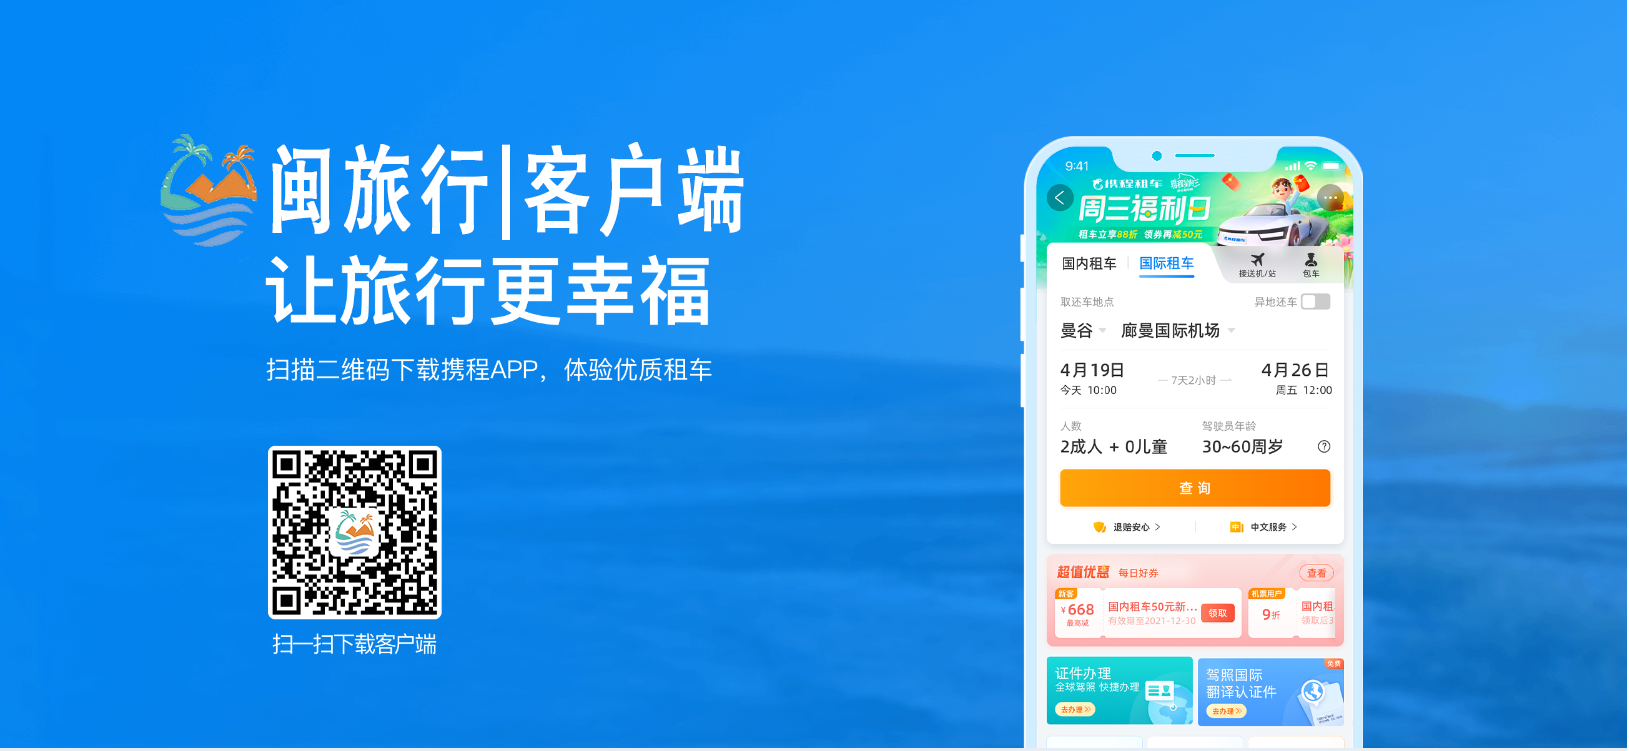 闽旅行|客户端
让旅行更幸福
扫描二维码下载携程APP，体验优质租车
扫一扫下载客户端
9:41
携程租车
周三福利日
租车立享88折 领券再减50元
国内租车
国际租车
接送机/站
包车
取还车地点
异地还车
曼谷
廊曼国际机场
4月19日
7天2小时
4月26日
今天 10:00
周五 12:00
人数
驾驶员年龄
2成人 + 0儿童
30~60周岁
查询
退赔安心 >
中文服务 >
超值优惠 每日好券
查看
新客
¥668
最高减
国内租车50元新...
有效期至2021-12-30
领取
机票用户
9折
国内租
领取后3
证件办理
全球驾照 快捷办理
去办理
免费
驾照国际
翻译认证件
去办理